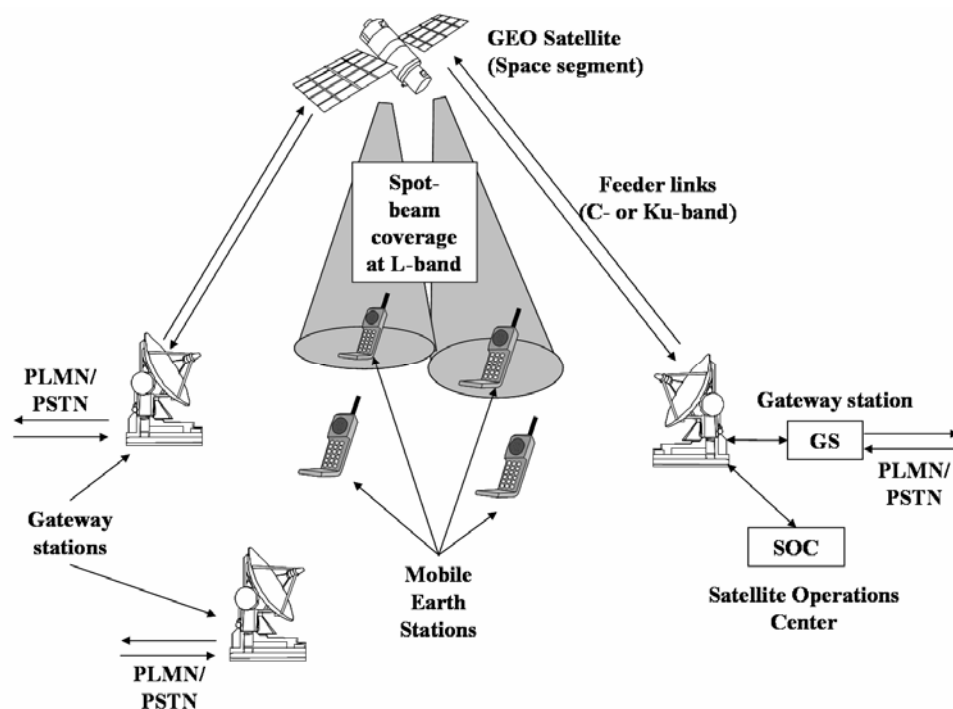 GEO Satellite
(Space segment)
Spot-
beam
coverage
at L-band
Feeder links
(C- or Ku-band)
PLMN/
PSTN
Gateway station
GS
PLMN/
PSTN
Gateway
stations
SOC
Mobile
Earth
Stations
Satellite Operations
Center
PLMN/
PSTN